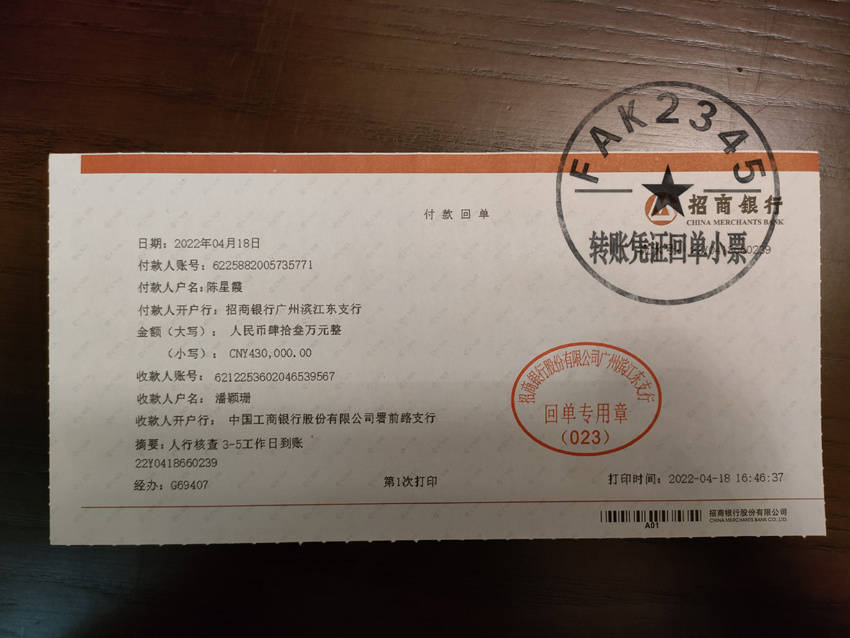 FAK2345
招商银行
CHINA MERCHANTS BANK
转账凭证回单小票
付款回单
日期：2022年04月18日
付款人账号：6225882005735771
付款人户名：陈星霞
付款人开户行：招商银行广州滨江东支行
金额（大写）： 人民币肆拾叁万元整
（小写）： CNY430,000.00
收款人账号： 6212253602046539567
收款人户名： 潘颖珊
收款人开户行： 中国工商银行股份有限公司署前路支行
摘要：人行核查 3-5工作日到账
22Y0418660239
经办：G69407
第1次打印
打印时间：2022-04-18 16:46:37
招商银行股份有限公司广州滨江东支行
回单专用章
（023）
A01
招商银行股份有限公司
CHINA MERCHANTS BANK CO.,LTD.